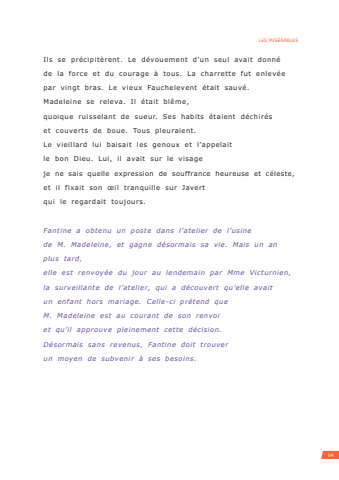 LES MISÉRABLES
Ils se précipitèrent. Le dévouement d'un seul avait donné
de la force et du courage à tous. La charrette fut enlevée
par vingt bras. Le vieux Fauchelevent était sauvé.
Madeleine se releva. Il était blême,
quoique ruisselant de sueur. Ses habits étaient déchirés
et couverts de boue. Tous pleuraient.
Le vieillard lui baisait les genoux et l'appelait
le bon Dieu. Lui, il avait sur le visage
je ne sais quelle expression de souffrance heureuse et céleste,
et il fixait son œil tranquille sur Javert
qui le regardait toujours.
Fantine a obtenu un poste dans l'atelier de l'usine
de M. Madeleine, et gagne désormais sa vie. Mais un an
plus tard,
elle est renvoyée du jour au lendemain par Mme Victurnien,
la surveillante de l'atelier, qui a découvert qu'elle avait
un enfant hors mariage. Celle-ci prétend que
M. Madeleine est au courant de son renvoi
et qu'il approuve pleinement cette décision.
Désormais sans revenus, Fantine doit trouver
un moyen de subvenir à ses besoins.
54